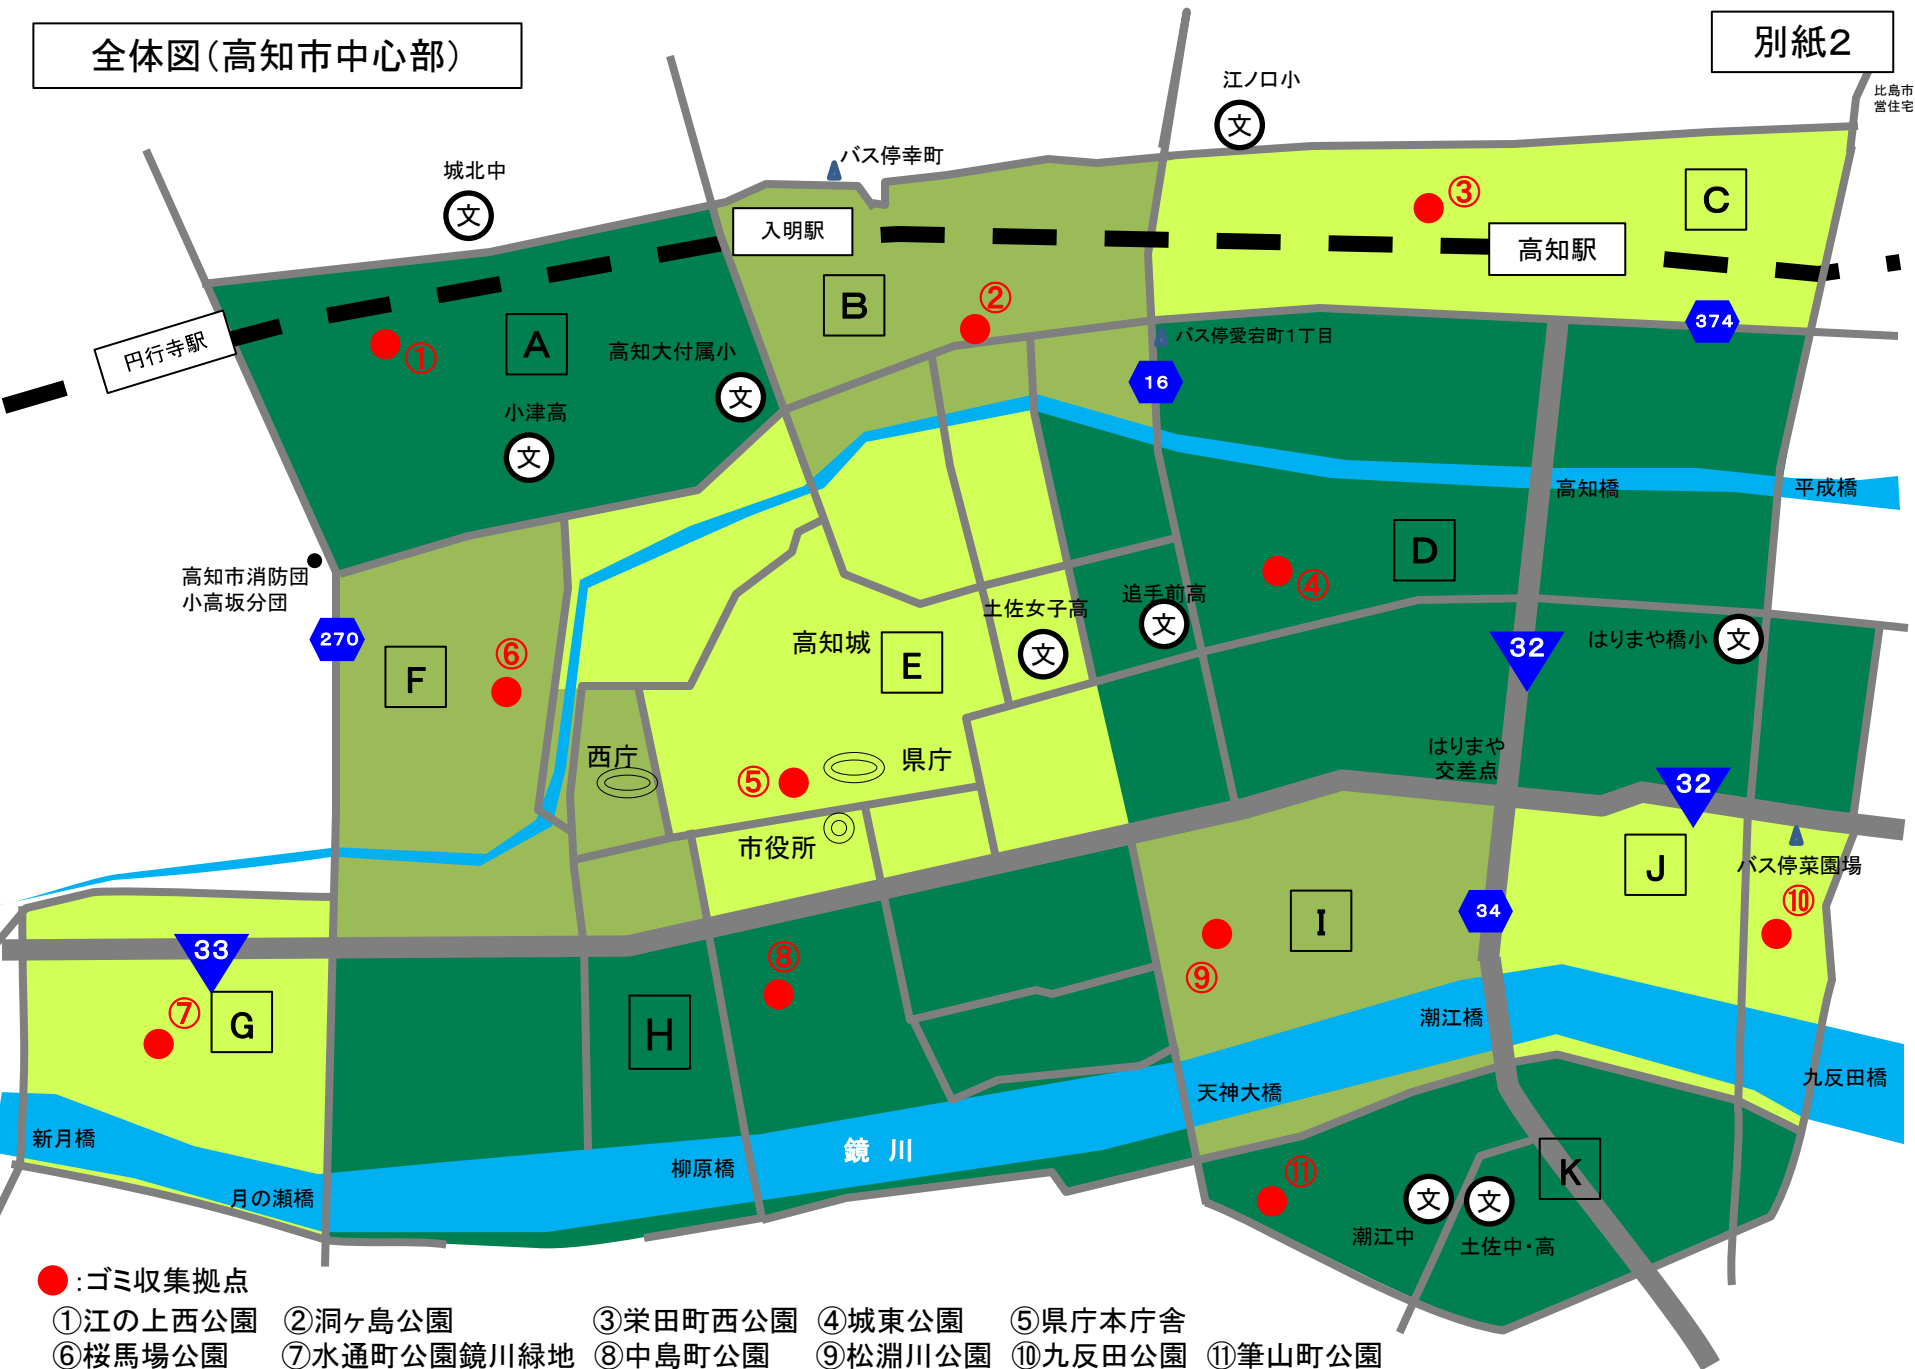 全体図(高知市中心部)
別紙2
比島市
営住宅
江ノ口小
文
バス停幸町
城北中
文
③
C
入明駅
高知駅
B
②
374
円行寺駅
①
A
高知大付属小
文
バス停愛宕町1丁目
16
小津高
文
高知橋
平成橋
D
高知市消防団
小高坂分団
④
土佐女子高
文
追手前高
文
270
⑥
F
高知城
E
32
はりまや橋小
文
西庁
⑤
県庁
はりまや
交差点
32
市役所
J
バス停菜園場
⑩
I
34
33
⑧
⑨
⑦
G
H
潮江橋
九反田橋
天神大橋
新月橋
鏡 川
柳原橋
月の瀬橋
⑪
K
文
文
潮江中
土佐中・高
:ゴミ収集拠点
①江の上西公園 ②洞ヶ島公園 ③栄田町西公園 ④城東公園 ⑤県庁本庁舎
⑥桜馬場公園 ⑦水通町公園鏡川緑地 ⑧中島町公園 ⑨松淵川公園 ⑩九反田公園 ⑪筆山町公園